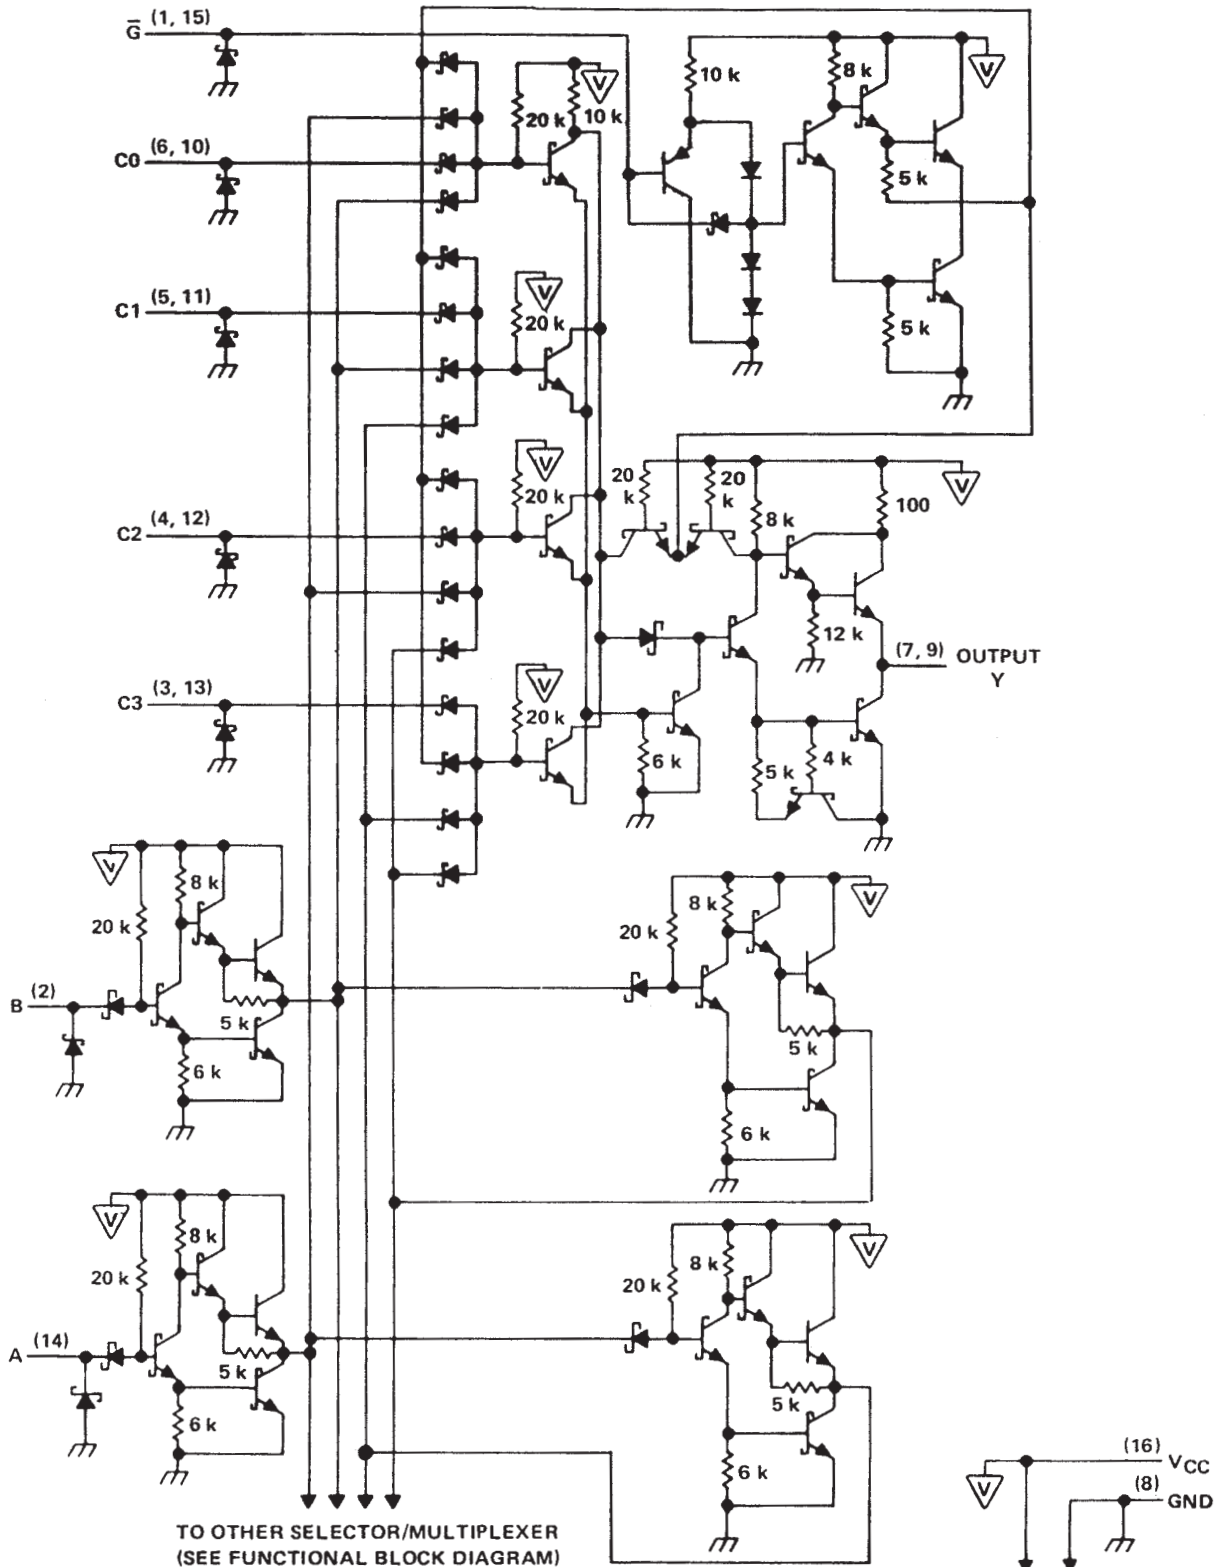 G̅ (1, 15)
10 k
8 k
V
V
20 k
10 k
C0 (6, 10)
5 k
C1 (5, 11)
V
20 k
5 k
V
20 k
20 k
20 k
8 k
100
V
C2 (4, 12)
12 k
(7, 9) OUTPUT Y
C3 (3, 13)
V
20 k
6 k
5 k
4 k
V
8 k
20 k
B (2)
5 k
6 k
V
8 k
20 k
5 k
6 k
V
8 k
20 k
A (14)
5 k
6 k
V
8 k
20 k
5 k
6 k
V
(16) VCC
(8) GND
TO OTHER SELECTOR/MULTIPLEXER
(SEE FUNCTIONAL BLOCK DIAGRAM)